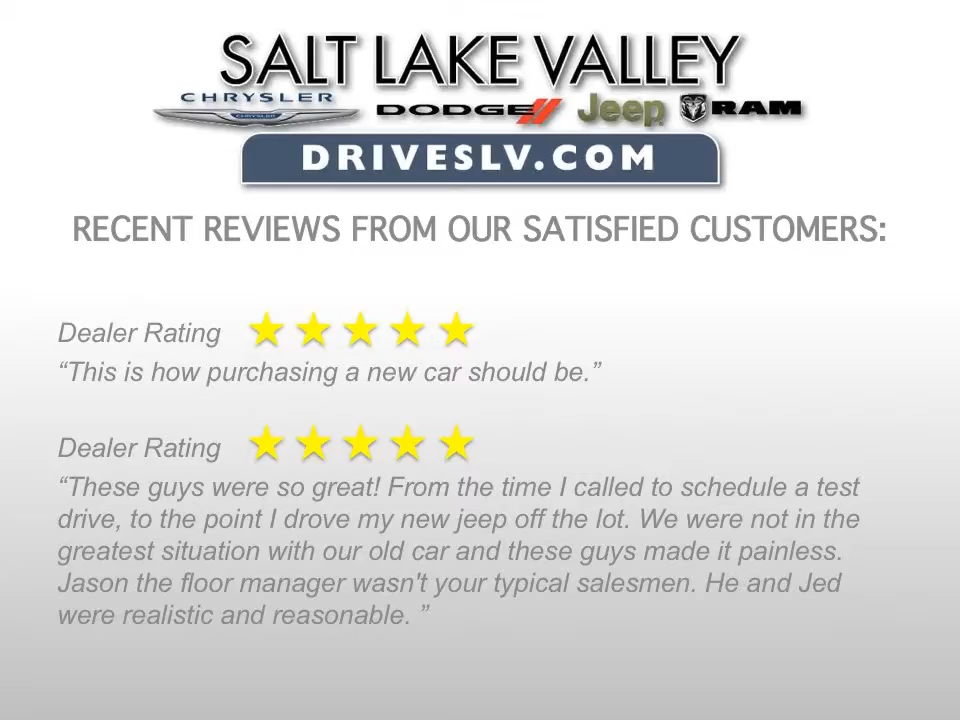 SALT LAKE VALLEY
CHRYSLER DODGE Jeep RAM
CHRYSLER
DRIVESLV.COM
RECENT REVIEWS FROM OUR SATISFIED CUSTOMERS:
Dealer Rating
“This is how purchasing a new car should be.”
Dealer Rating
“These guys were so great! From the time I called to schedule a test
drive, to the point I drove my new jeep off the lot. We were not in the
greatest situation with our old car and these guys made it painless.
Jason the floor manager wasn't your typical salesmen. He and Jed
were realistic and reasonable. ”